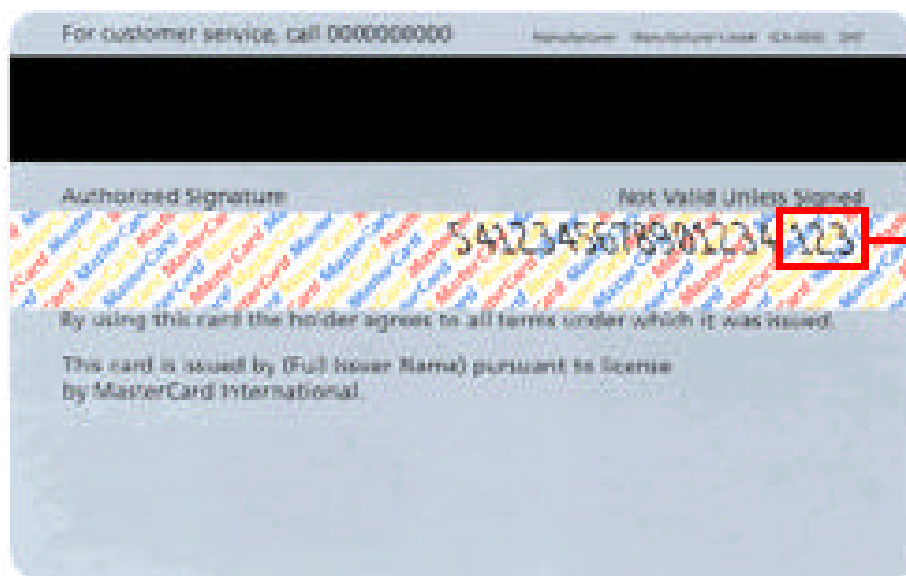 For customer service, call 0000000000
Authorized Signature
Not Valid Unless Signed
MasterCard
5412345678901234 123
By using this card the holder agrees to all terms under which it was issued.
This card is issued by (Full Issuer Name) pursuant to license
by MasterCard International.